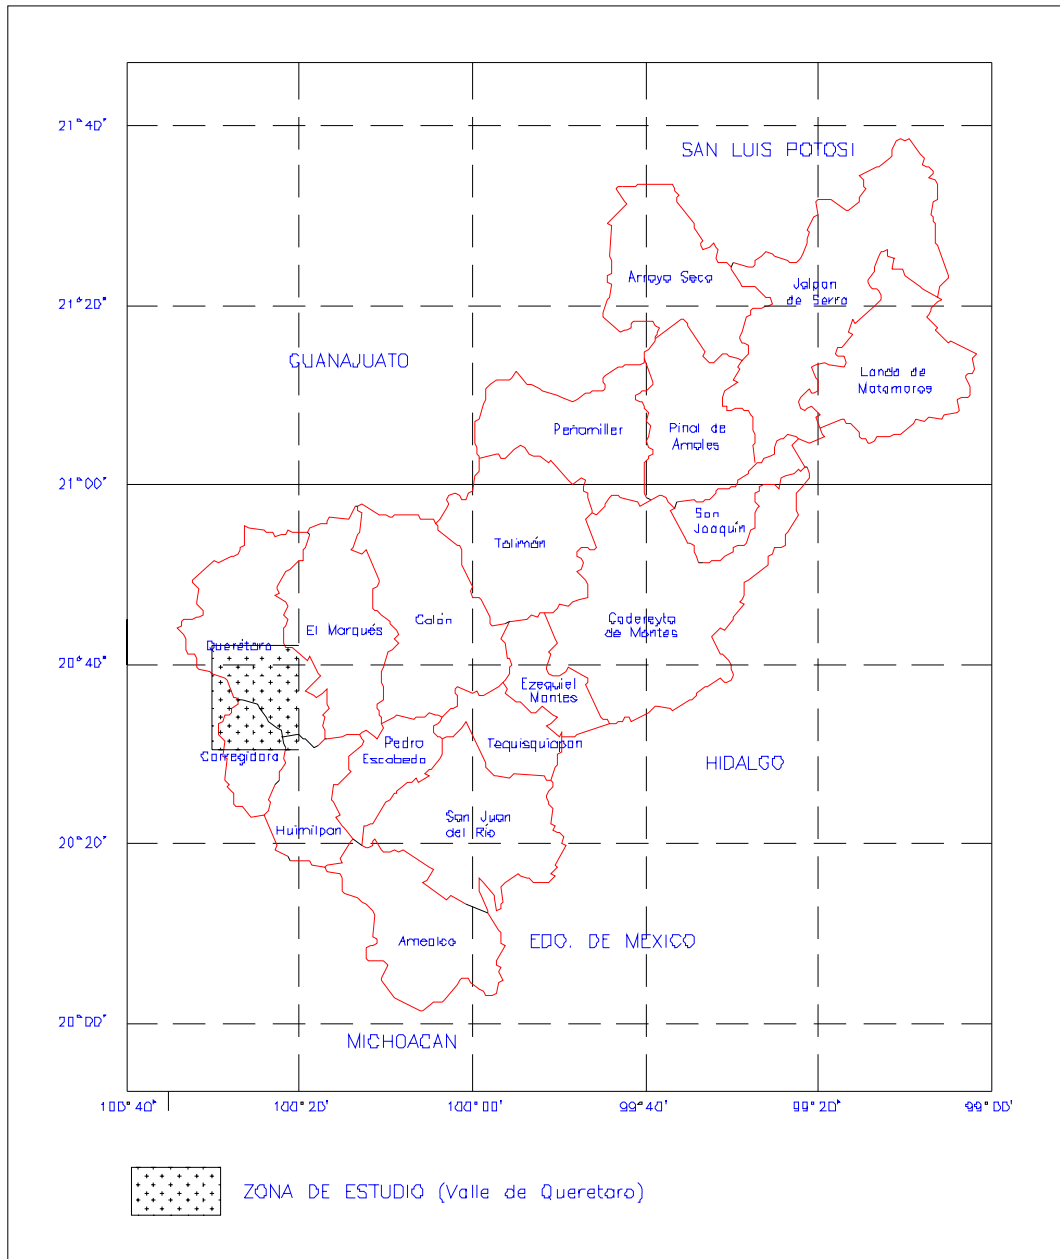 21°40'
SAN LUIS POTOSI
Arroyo Seco
Jalpan
de Serra
21°20'
GUANAJUATO
Landa de
Matamoros
Peñamiller
Pinal de
Amoles
21°00'
San
Joaquín
Tolimán
Colón
El Marqués
Cadereyta
de Montes
Querétaro
20°40'
Ezequiel
Montes
Pedro
Escobedo
Tequisquiapan
Corregidora
HIDALGO
San Juan
del Río
Huimilpan
20°20'
Amealco
EDO. DE MEXICO
20°00'
MICHOACAN
100°40'
100°20'
100°00'
99°40'
99°20'
99°00'
ZONA DE ESTUDIO (Valle de Queretaro)